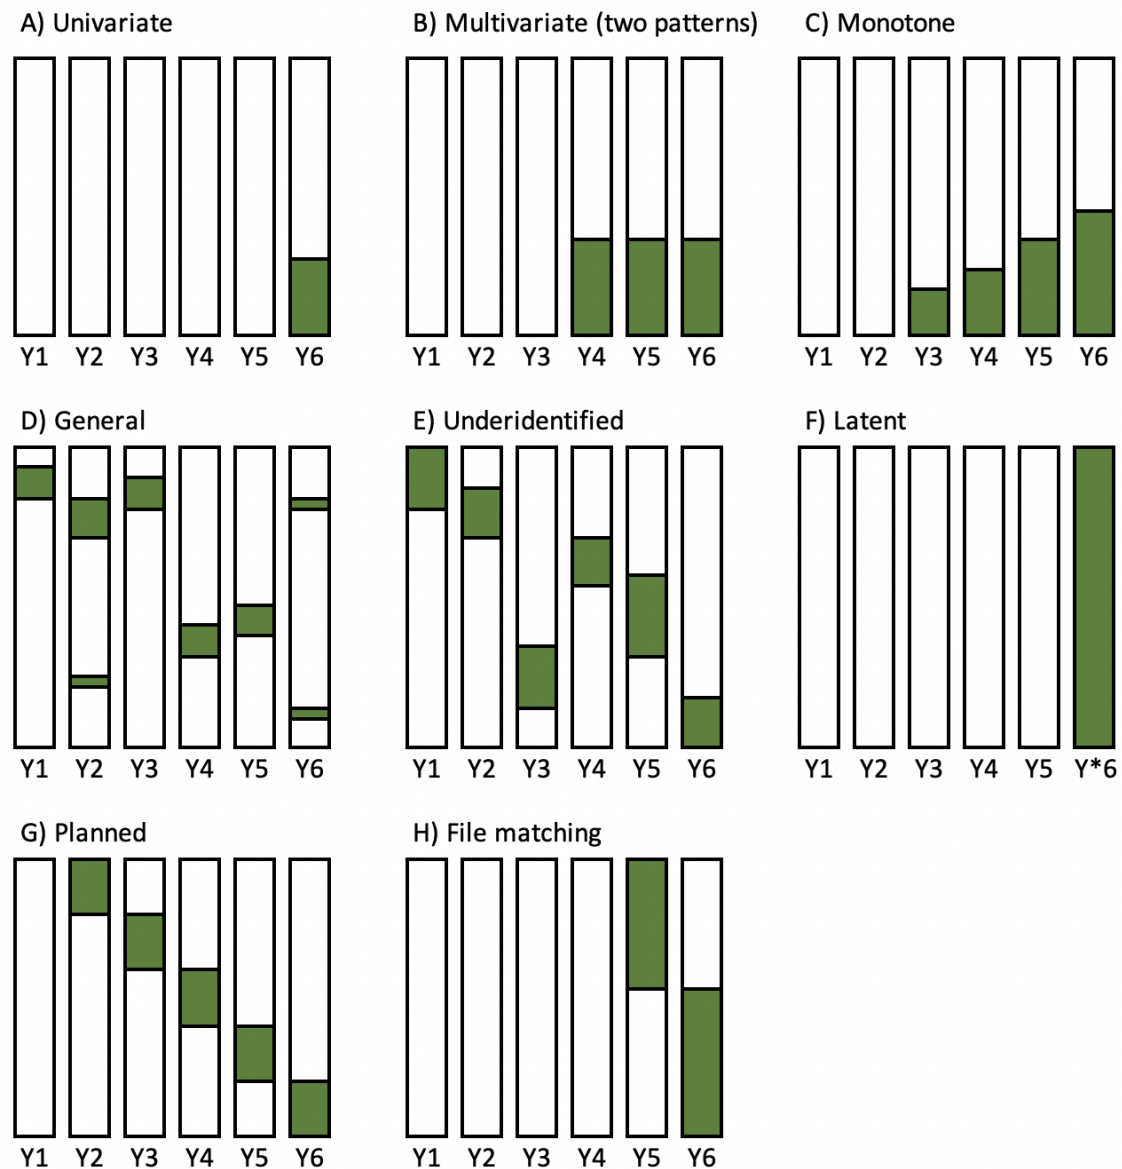 A) Univariate
B) Multivariate (two patterns)
C) Monotone
Y1 Y2 Y3 Y4 Y5 Y6
Y1 Y2 Y3 Y4 Y5 Y6
Y1 Y2 Y3 Y4 Y5 Y6
D) General
E) Underidentified
F) Latent
Y1 Y2 Y3 Y4 Y5 Y6
Y1 Y2 Y3 Y4 Y5 Y6
Y1 Y2 Y3 Y4 Y5 Y*6
G) Planned
H) File matching
Y1 Y2 Y3 Y4 Y5 Y6
Y1 Y2 Y3 Y4 Y5 Y6